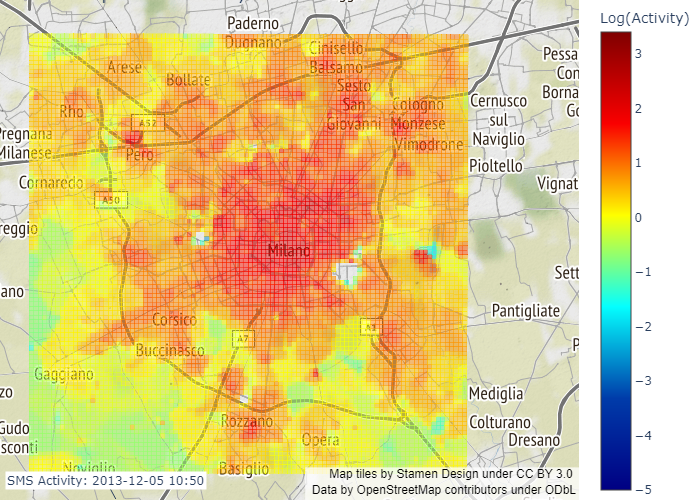 Paderno
Dugnano
Cinisello
Balsamo
Arese
Bollate
Sesto
San
Giovanni
Rho
A52
Pero
Cologno
Monzese
Vimodrone
Cernusco
sul
Naviglio
Pioltello
Pessa
Con
Borna
Go
Pregnana
Milanese
Cornaredo
A50
Vignat
reggio
Milano
Sett
ano
Pantigliate
Corsico
A7
Buccinasco
Gaggiano
P
zo
Mediglia
Rozzano
Colturano
Gudo
sconti
Opera
Dresano
Noviglio
Basiglio
SMS Activity: 2013-12-05 10:50
Map tiles by Stamen Design under CC BY 3.0
Data by OpenStreetMap contributors under ODbL
Log(Activity)
3
2
1
0
−1
−2
−3
−4
−5